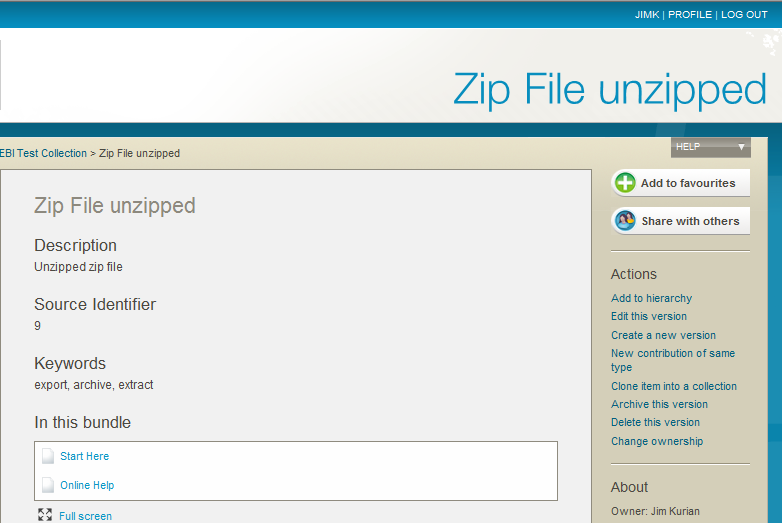 JIMK | PROFILE | LOG OUT
Zip File unzipped
EBI Test Collection > Zip File unzipped
HELP
Zip File unzipped
Description
Unzipped zip file
Source Identifier
9
Keywords
export, archive, extract
In this bundle
Start Here
Online Help
Full screen
Add to favourites
Share with others
Actions
Add to hierarchy
Edit this version
Create a new version
New contribution of same
type
Clone item into a collection
Archive this version
Delete this version
Change ownership
About
Owner: Jim Kurian